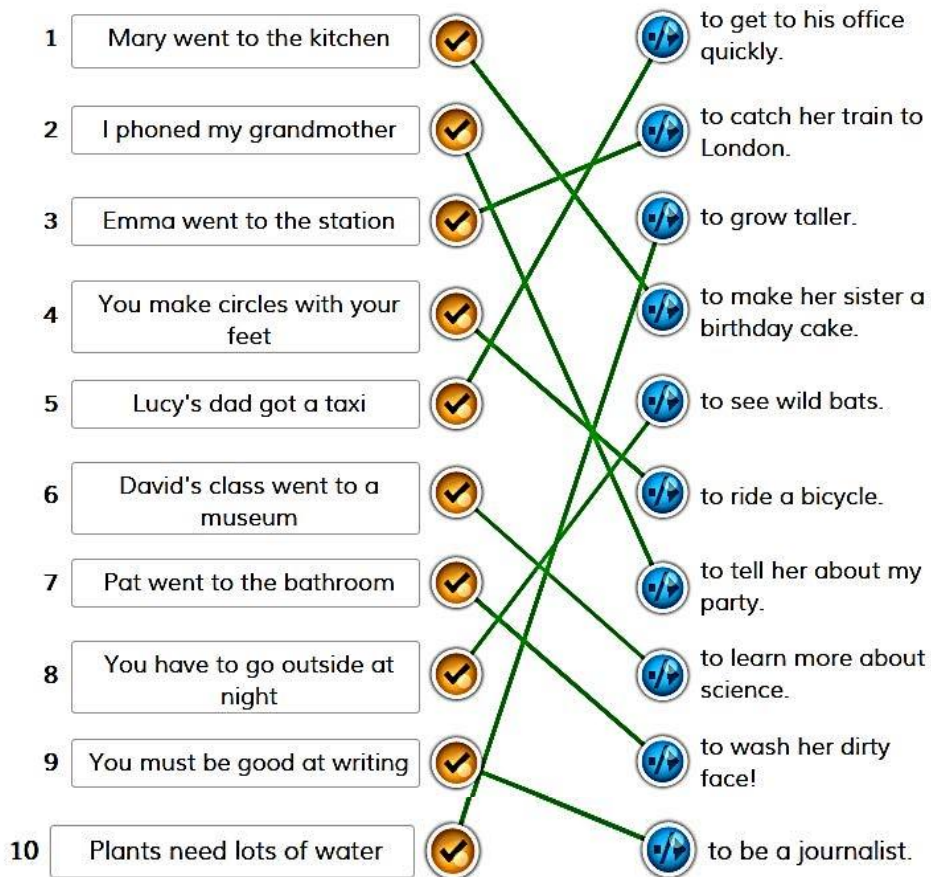 1 Mary went to the kitchen
to get to his office
quickly.
2 I phoned my grandmother
to catch her train to
London.
3 Emma went to the station
to grow taller.
4 You make circles with your
feet
to make her sister a
birthday cake.
5 Lucy's dad got a taxi
to see wild bats.
6 David's class went to a
museum
to ride a bicycle.
7 Pat went to the bathroom
to tell her about my
party.
8 You have to go outside at
night
to learn more about
science.
9 You must be good at writing
to wash her dirty
face!
10 Plants need lots of water
to be a journalist.